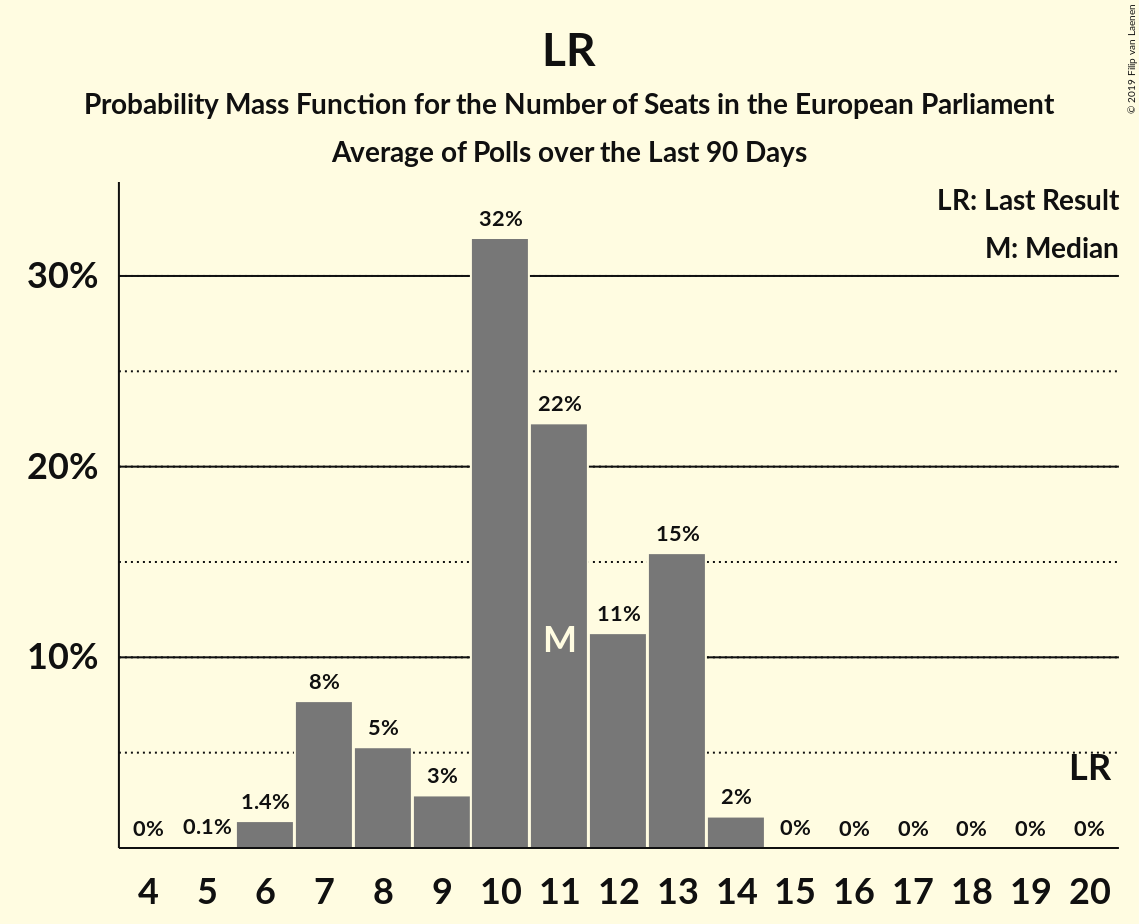 LR
Probability Mass Function for the Number of Seats in the European Parliament
Average of Polls over the Last 90 Days
© 2019 Filip van Laenen
LR: Last Result
M: Median
30%
20%
10%
0% 0.1% 1.4% 8% 5% 3% 32% 22% 11% 15% 2% 0% 0% 0% 0% 0% 0%
M
LR
4 5 6 7 8 9 10 11 12 13 14 15 16 17 18 19 20